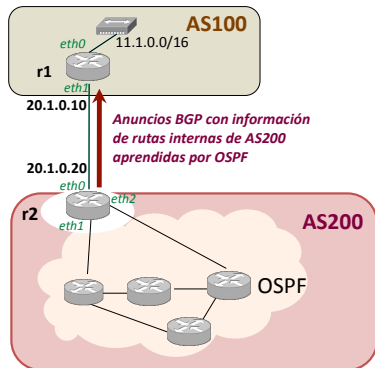 AS100
eth0
11.1.0.0/16
r1
eth1
20.1.0.10
Anuncios BGP con información
de rutas internas de AS200
aprendidas por OSPF
20.1.0.20
eth0
r2
eth2
eth1
AS200
OSPF